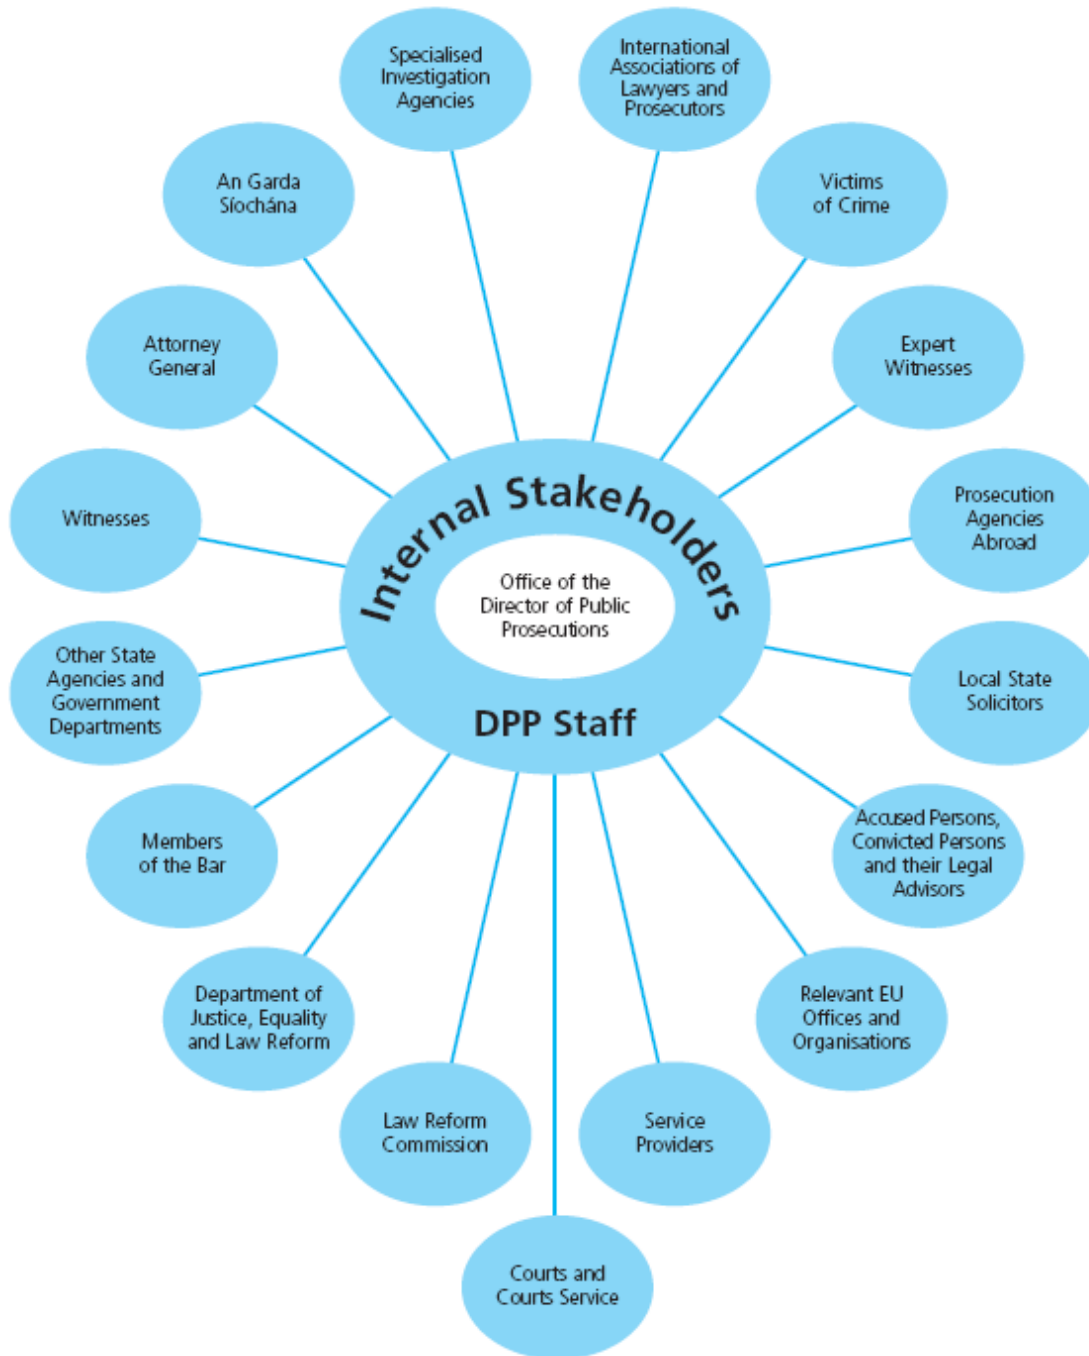 Specialised
Investigation
Agencies
International
Associations of
Lawyers and
Prosecutors
An Garda
Síochána
Victims
of Crime
Attorney
General
Expert
Witnesses
Witnesses
Prosecution
Agencies
Abroad
Internal Stakeholders
Office of the
Director of Public
Prosecutions
DPP Staff
Other State
Agencies and
Government
Departments
Local State
Solicitors
Members
of the Bar
Accused Persons,
Convicted Persons
and their Legal
Advisors
Department of
Justice, Equality
and Law Reform
Relevant EU
Offices and
Organisations
Law Reform
Commission
Service
Providers
Courts and
Courts Service